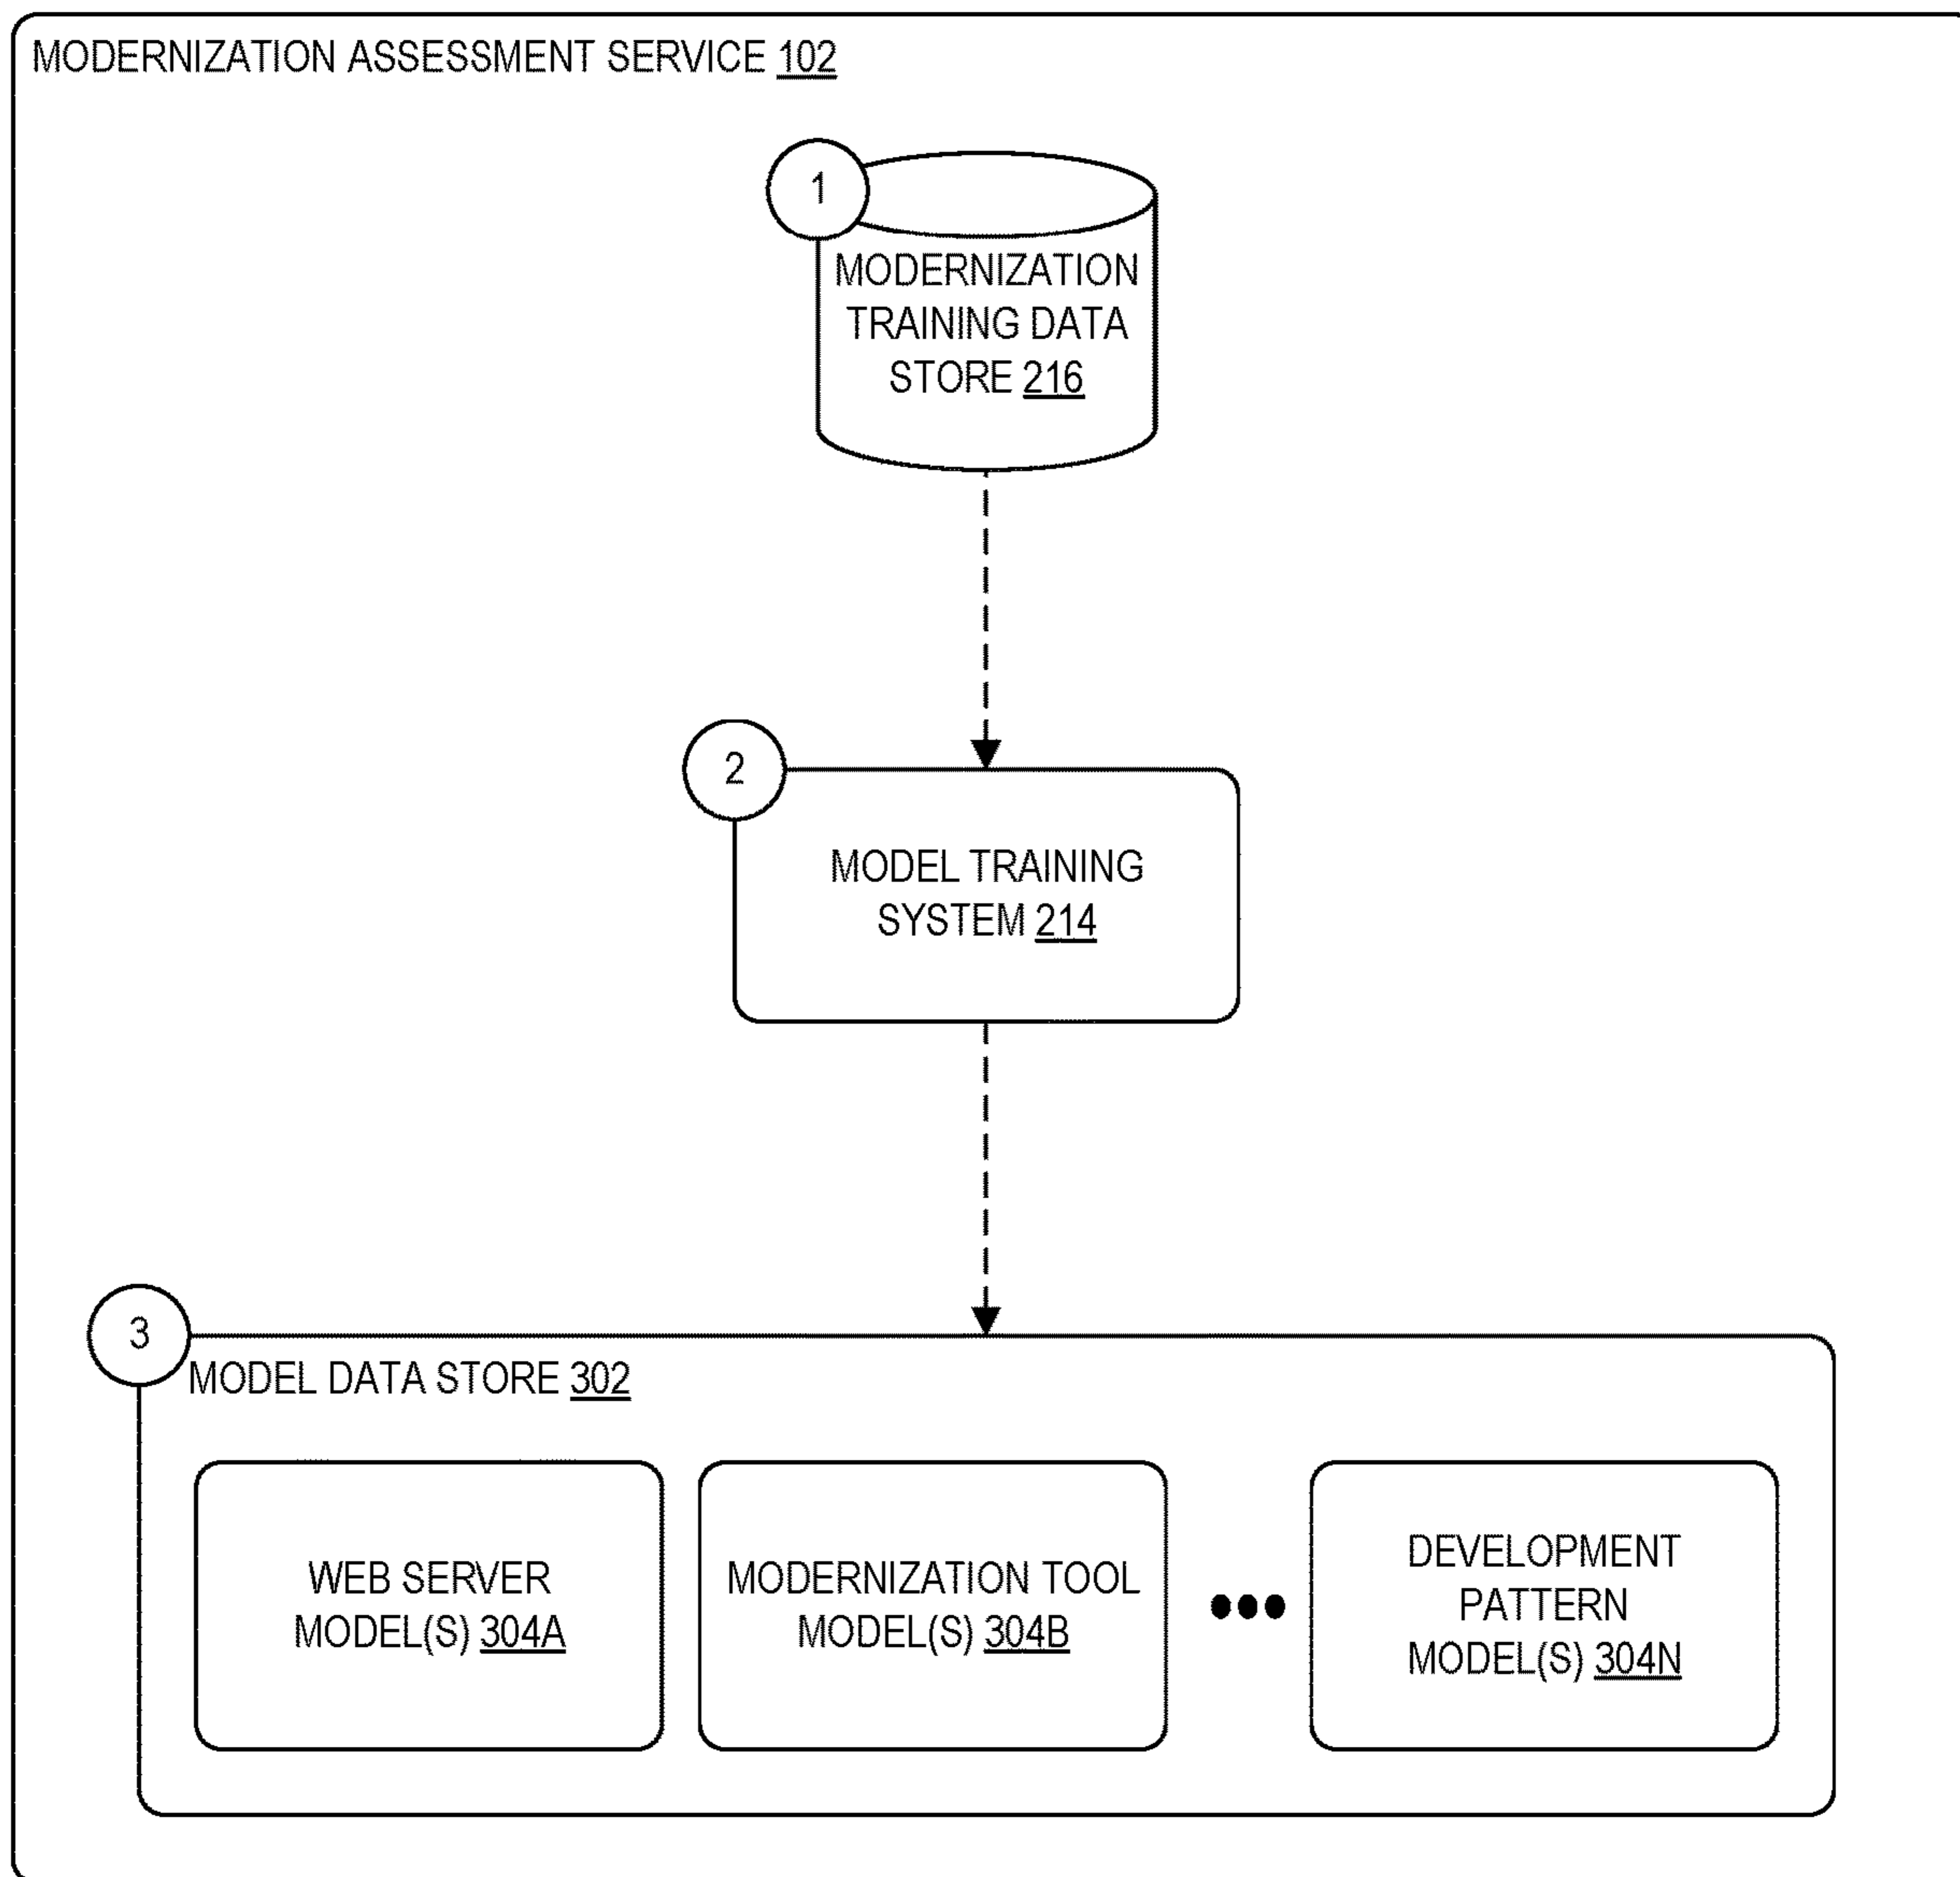 MODERNIZATION ASSESSMENT SERVICE 102
1
MODERNIZATION
TRAINING DATA
STORE 216
2
MODEL TRAINING
SYSTEM 214
3
MODEL DATA STORE 302
WEB SERVER
MODEL(S) 304A
MODERNIZATION TOOL
MODEL(S) 304B
DEVELOPMENT
PATTERN
MODEL(S) 304N